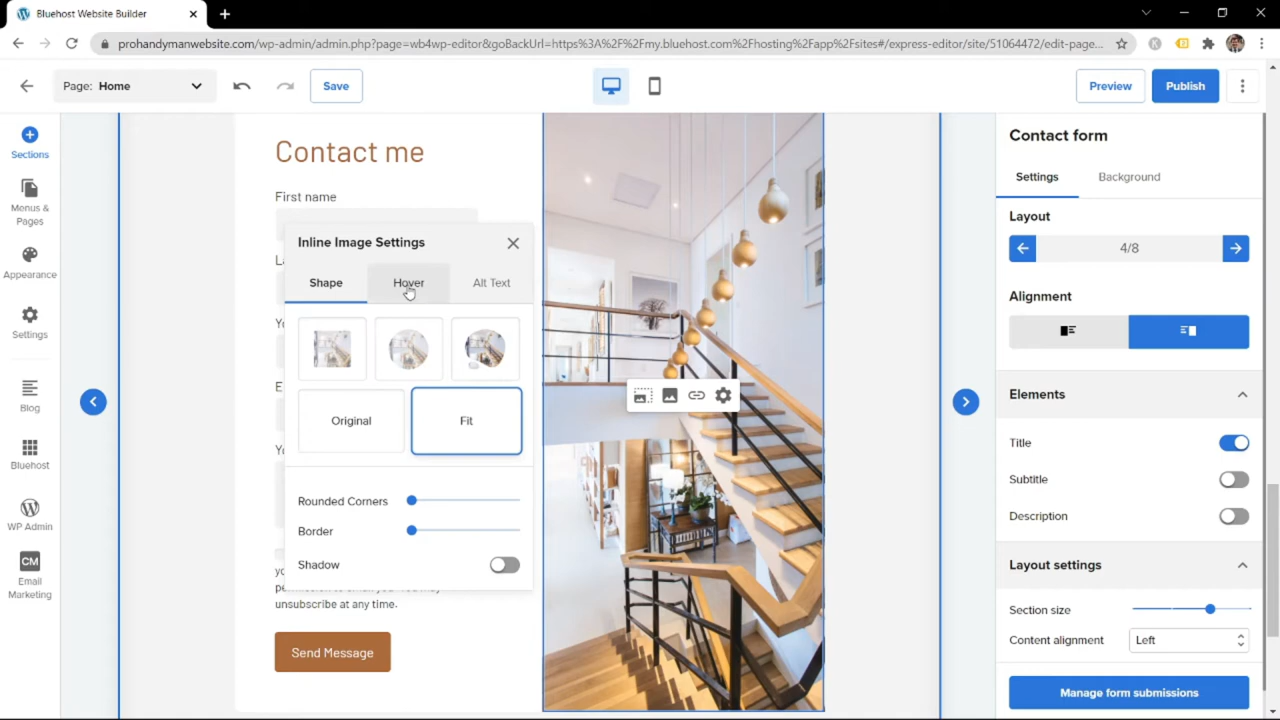 Bluehost Website Builder
prohandymanwebsite.com/wp-admin/admin.php?page=wb4wp-editor&goBackUrl=https%3A%2F%2Fmy.bluehost.com%2Fhosting%2Fapp%2Fsites#/express-editor/site/51064472/edit-page...
Page: Home
Save
Preview
Publish
Sections
Menus &
Pages
Appearance
Settings
Blog
Bluehost
WP Admin
CM
Email
Marketing
Contact me
First name
Inline Image Settings
Shape
Hover
Alt Text
Original
Fit
Rounded Corners
Border
Shadow
unsubscribe at any time.
Send Message
Contact form
Settings
Background
Layout
4/8
Alignment
Elements
Title
Subtitle
Description
Layout settings
Section size
Content alignment
Left
Manage form submissions